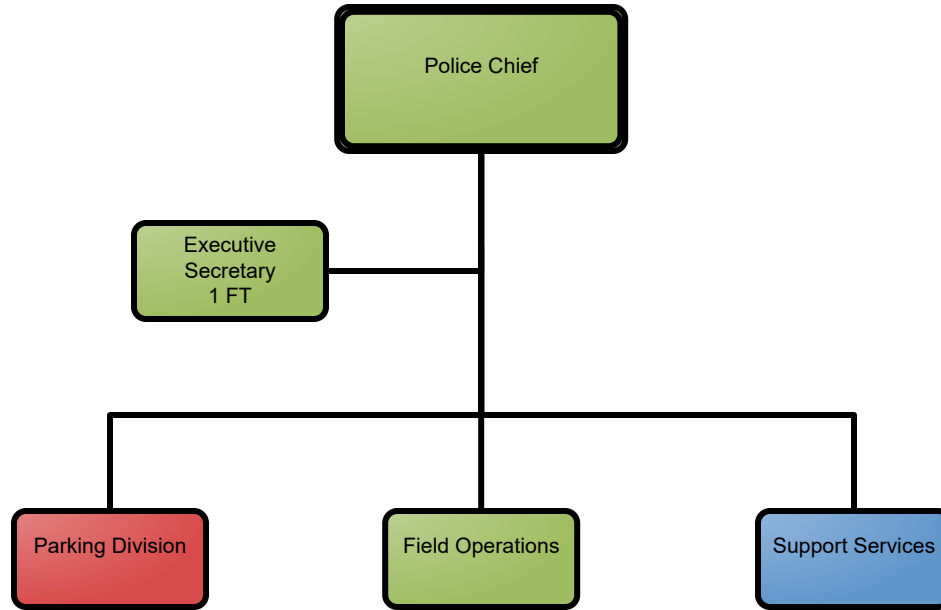 Police Chief
Executive
Secretary
1 FT
Parking Division
Field Operations
Support Services